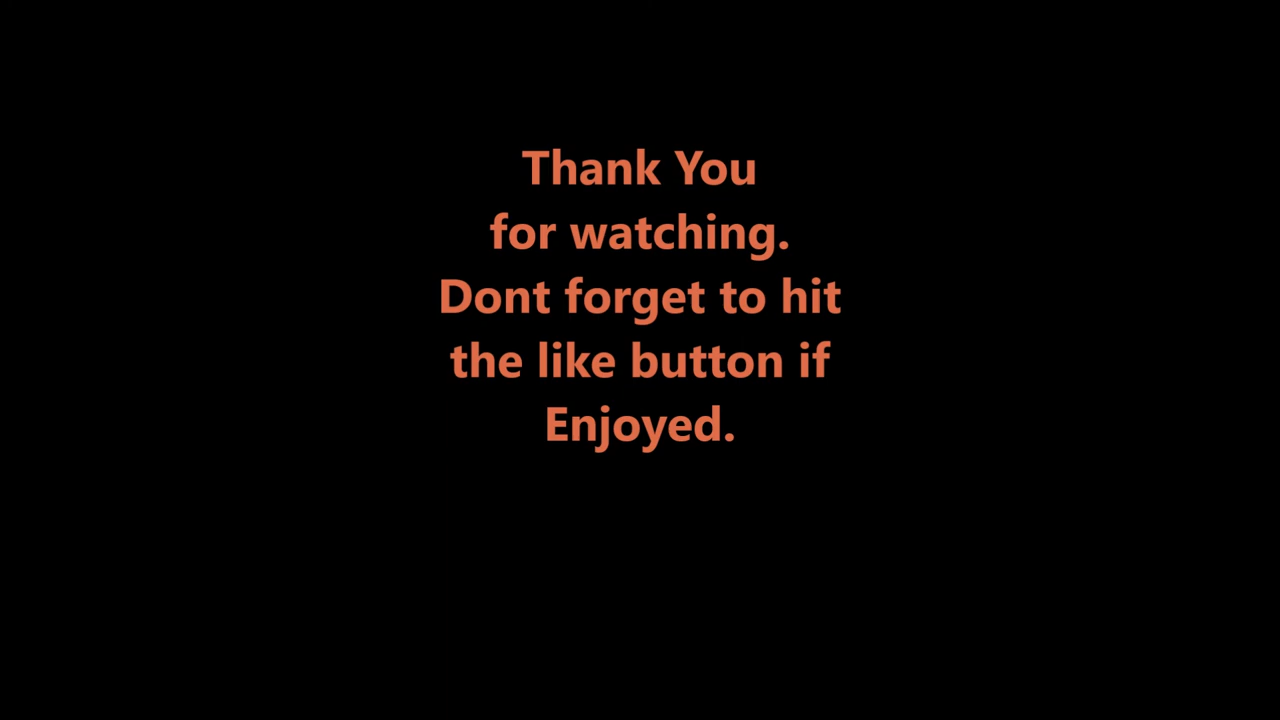 Thank You
for watching.
Dont forget to hit
the like button if
Enjoyed.